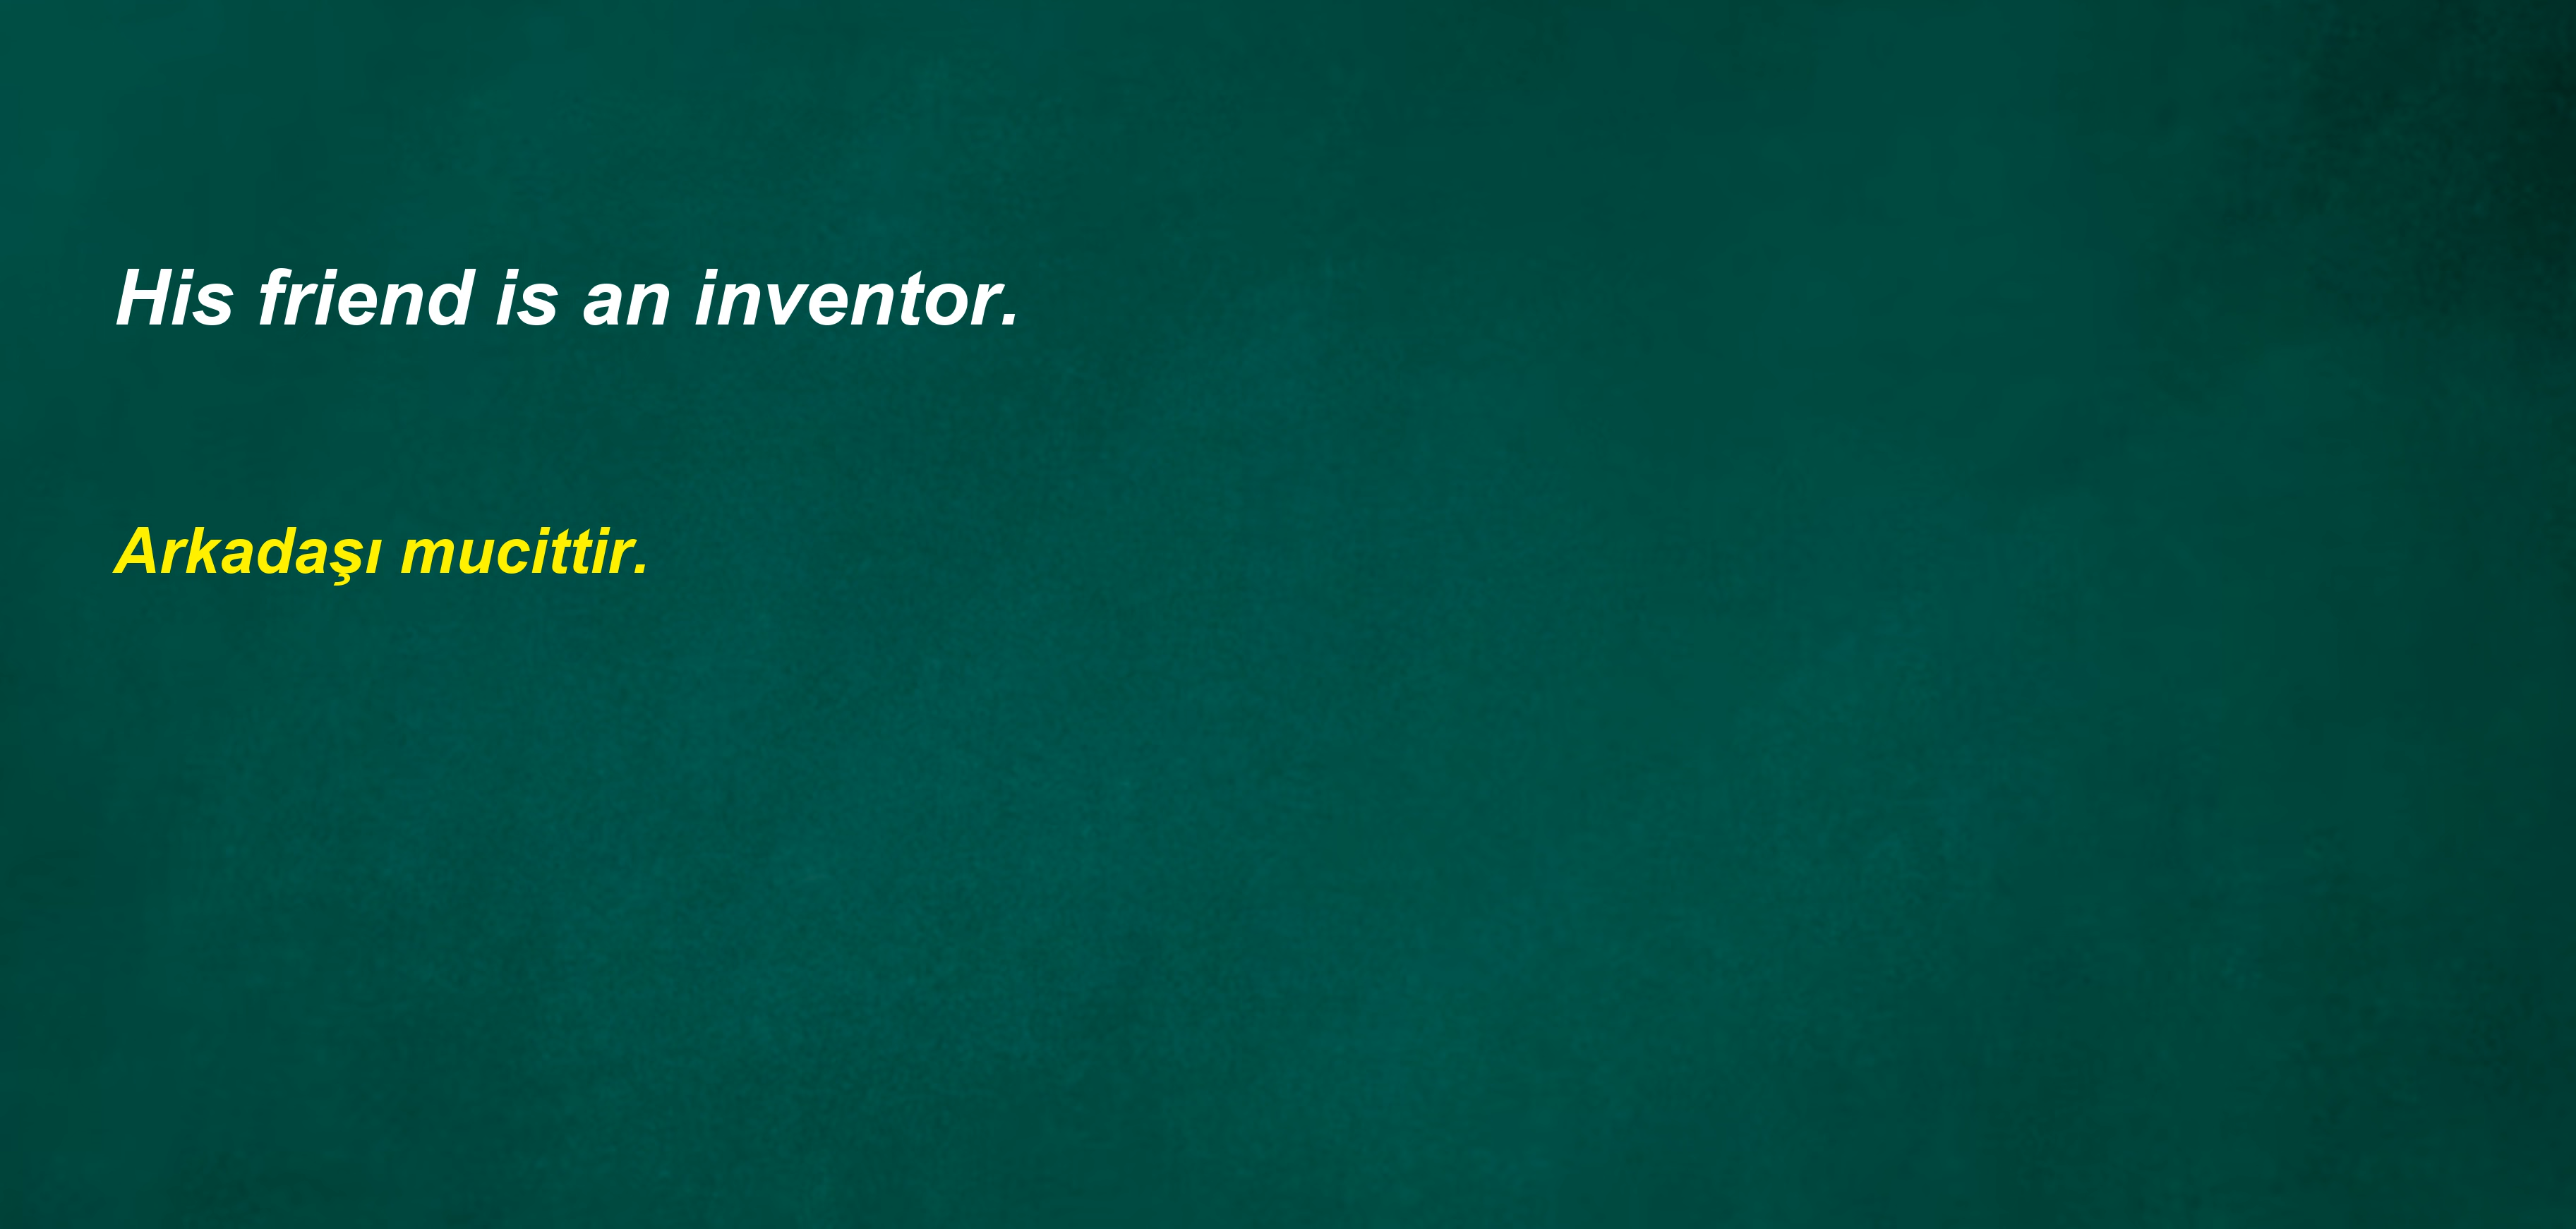 His friend is an inventor.
Arkadaşı mucittir.